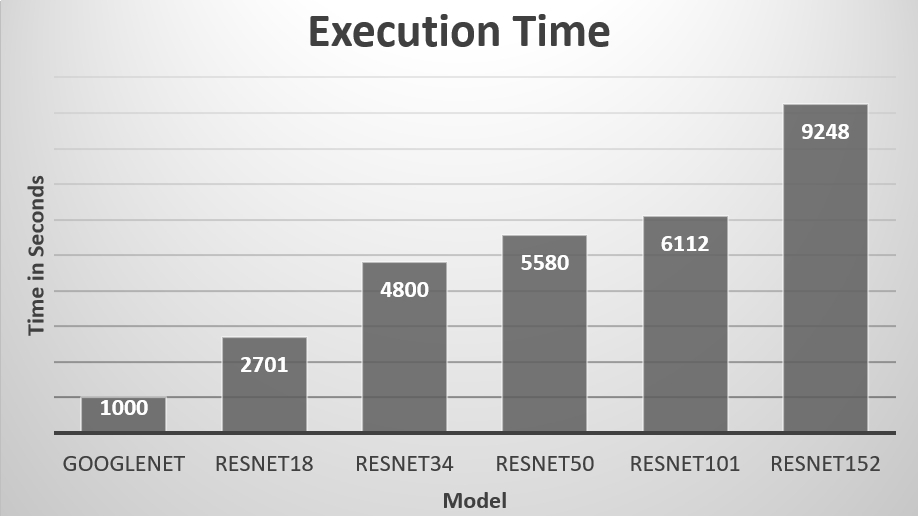 Execution Time
Time in Seconds
1000
2701
4800
5580
6112
9248
GOOGLENET RESNET18 RESNET34 RESNET50 RESNET101 RESNET152
Model